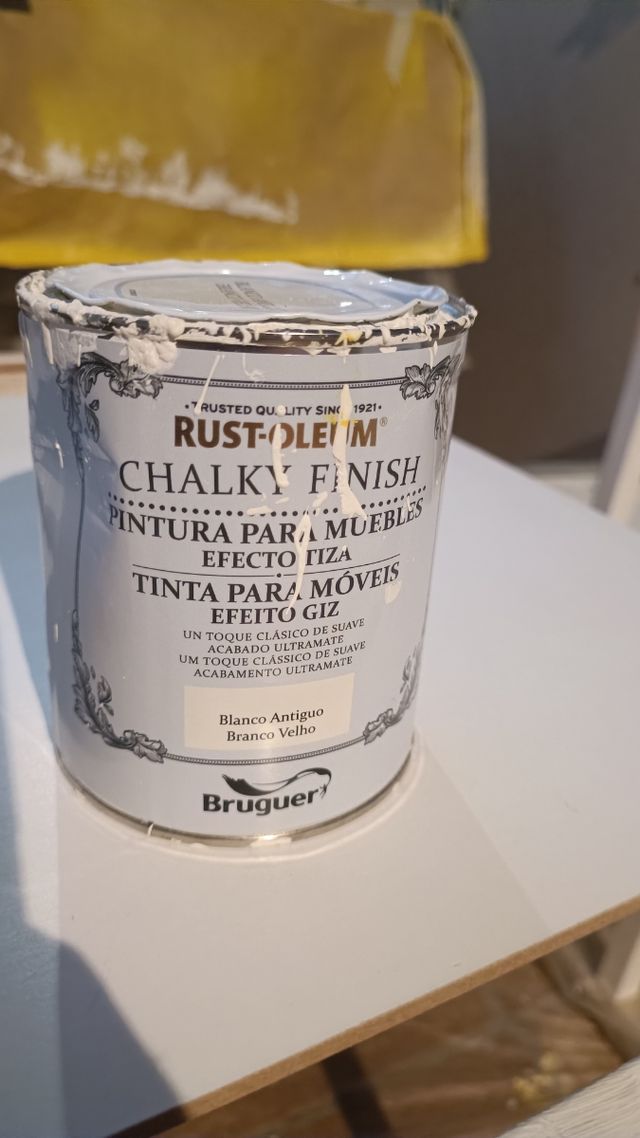 •TRUSTED QUALITY SINCE 1921•
RUST-OLEUM®
CHALKY FINISH
PINTURA PARA MUEBLES
EFECTO TIZA
TINTA PARA MÓVEIS
EFEITO GIZ
UN TOQUE CLÁSICO DE SUAVE
ACABADO ULTRAMATE
UM TOQUE CLÁSSICO DE SUAVE
ACABAMENTO ULTRAMATE
Blanco Antiguo
Branco Velho
Bruguer